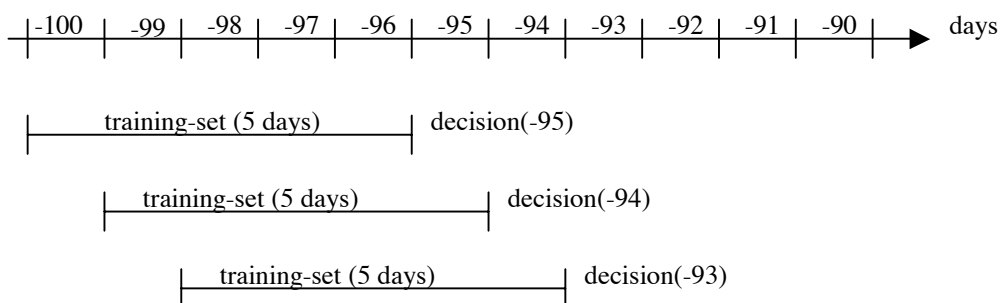 -100 -99 -98 -97 -96 -95 -94 -93 -92 -91 -90 days
training-set (5 days) decision(-95)
training-set (5 days) decision(-94)
training-set (5 days) decision(-93)